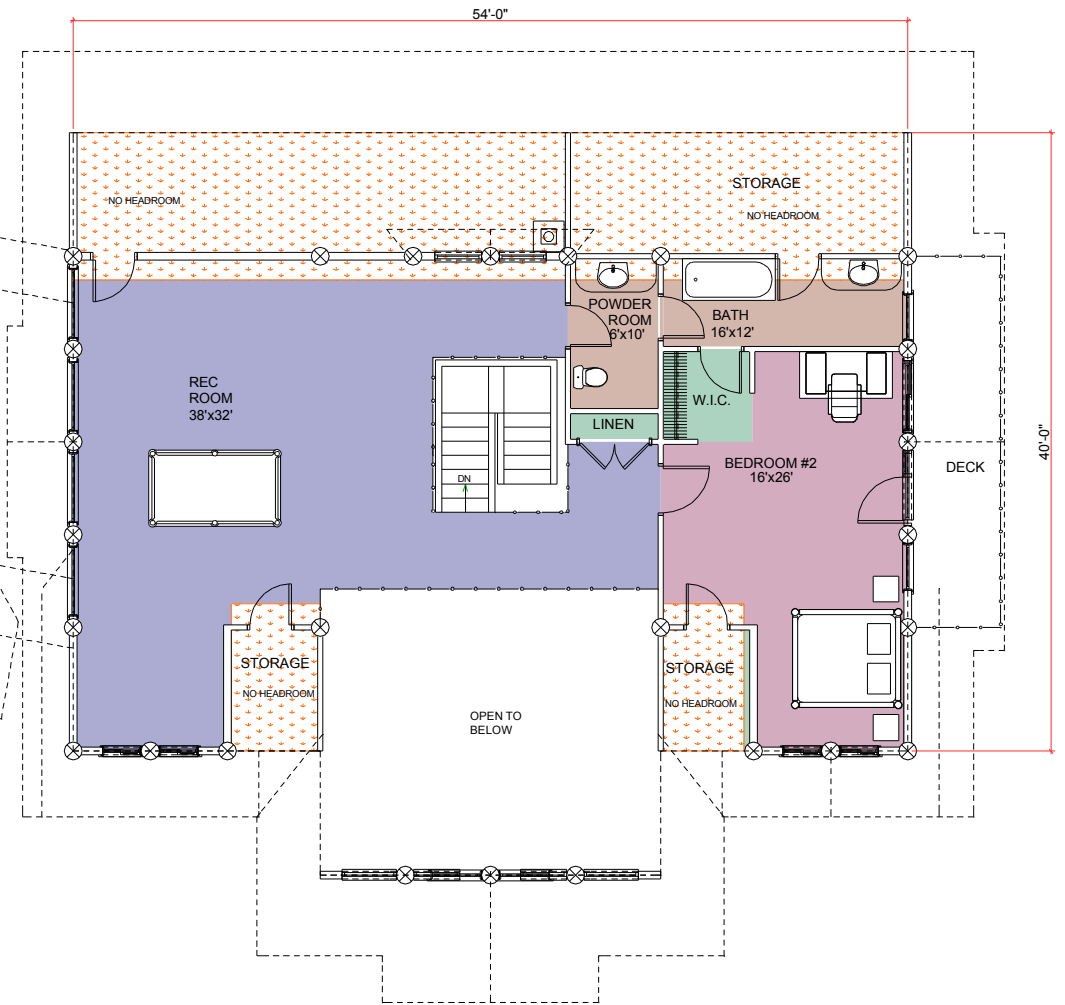 54'-0"
STORAGE
NO HEADROOM
NO HEADROOM
POWDER
ROOM
6'x10'
BATH
16'x12'
REC
ROOM
38'x32'
W.I.C.
LINEN
40'-0"
BEDROOM #2
16'x26'
DECK
DN
STORAGE
NO HEADROOM
STORAGE
NO HEADROOM
OPEN TO
BELOW